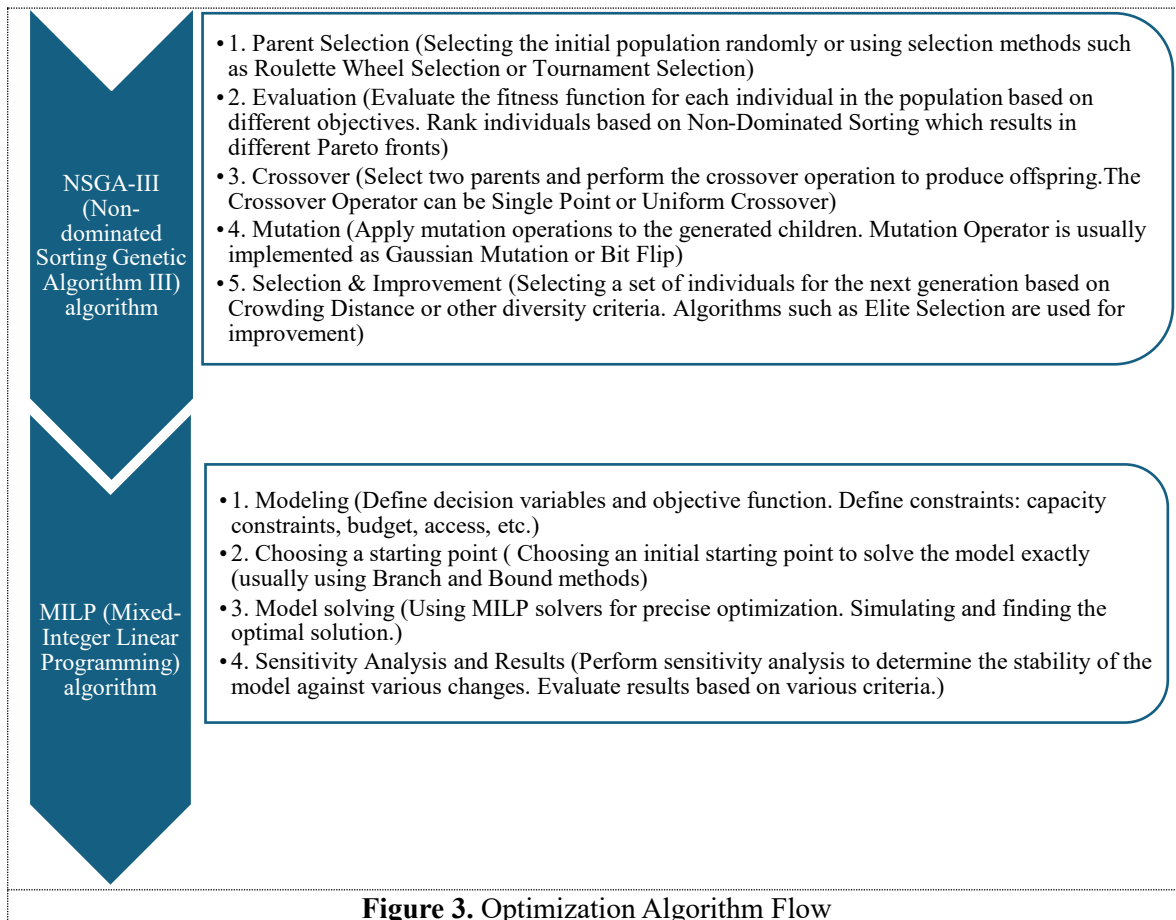 NSGA-III
(Non-
dominated
Sorting Genetic
Algorithm III)
algorithm
• 1. Parent Selection (Selecting the initial population randomly or using selection methods such
as Roulette Wheel Selection or Tournament Selection)
• 2. Evaluation (Evaluate the fitness function for each individual in the population based on
different objectives. Rank individuals based on Non-Dominated Sorting which results in
different Pareto fronts)
• 3. Crossover (Select two parents and perform the crossover operation to produce offspring.The
Crossover Operator can be Single Point or Uniform Crossover)
• 4. Mutation (Apply mutation operations to the generated children. Mutation Operator is usually
implemented as Gaussian Mutation or Bit Flip)
• 5. Selection & Improvement (Selecting a set of individuals for the next generation based on
Crowding Distance or other diversity criteria. Algorithms such as Elite Selection are used for
improvement)
MILP (Mixed-
Integer Linear
Programming)
algorithm
• 1. Modeling (Define decision variables and objective function. Define constraints: capacity
constraints, budget, access, etc.)
• 2. Choosing a starting point ( Choosing an initial starting point to solve the model exactly
(usually using Branch and Bound methods)
• 3. Model solving (Using MILP solvers for precise optimization. Simulating and finding the
optimal solution.)
• 4. Sensitivity Analysis and Results (Perform sensitivity analysis to determine the stability of the
model against various changes. Evaluate results based on various criteria.)
Figure 3. Optimization Algorithm Flow